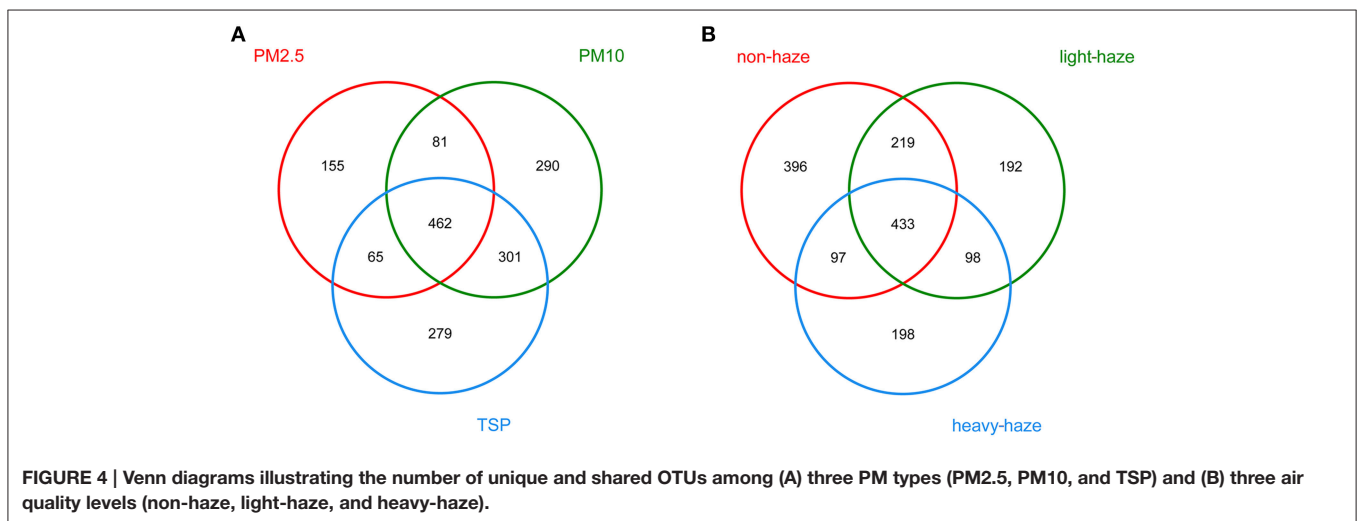 A
B
PM2.5
PM10
non-haze
light-haze
81
155
290
462
65
301
279
TSP
219
396
192
433
97
98
198
heavy-haze
FIGURE 4 | Venn diagrams illustrating the number of unique and shared OTUs among (A) three PM types (PM2.5, PM10, and TSP) and (B) three air
quality levels (non-haze, light-haze, and heavy-haze).